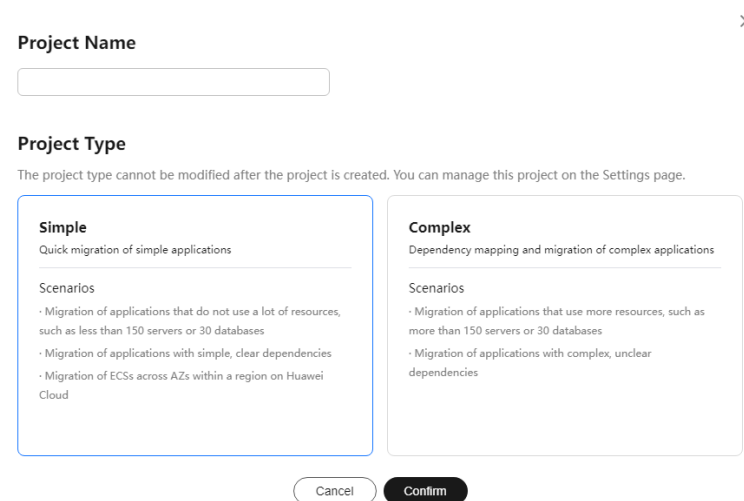 Project Name
Project Type
The project type cannot be modified after the project is created. You can manage this project on the Settings page.
Simple
Quick migration of simple applications
Scenarios
· Migration of applications that do not use a lot of resources,
such as less than 150 servers or 30 databases
· Migration of applications with simple, clear dependencies
· Migration of ECSs across AZs within a region on Huawei
Cloud
Complex
Dependency mapping and migration of complex applications
Scenarios
· Migration of applications that use more resources, such as
more than 150 servers or 30 databases
· Migration of applications with complex, unclear
dependencies
Cancel
Confirm